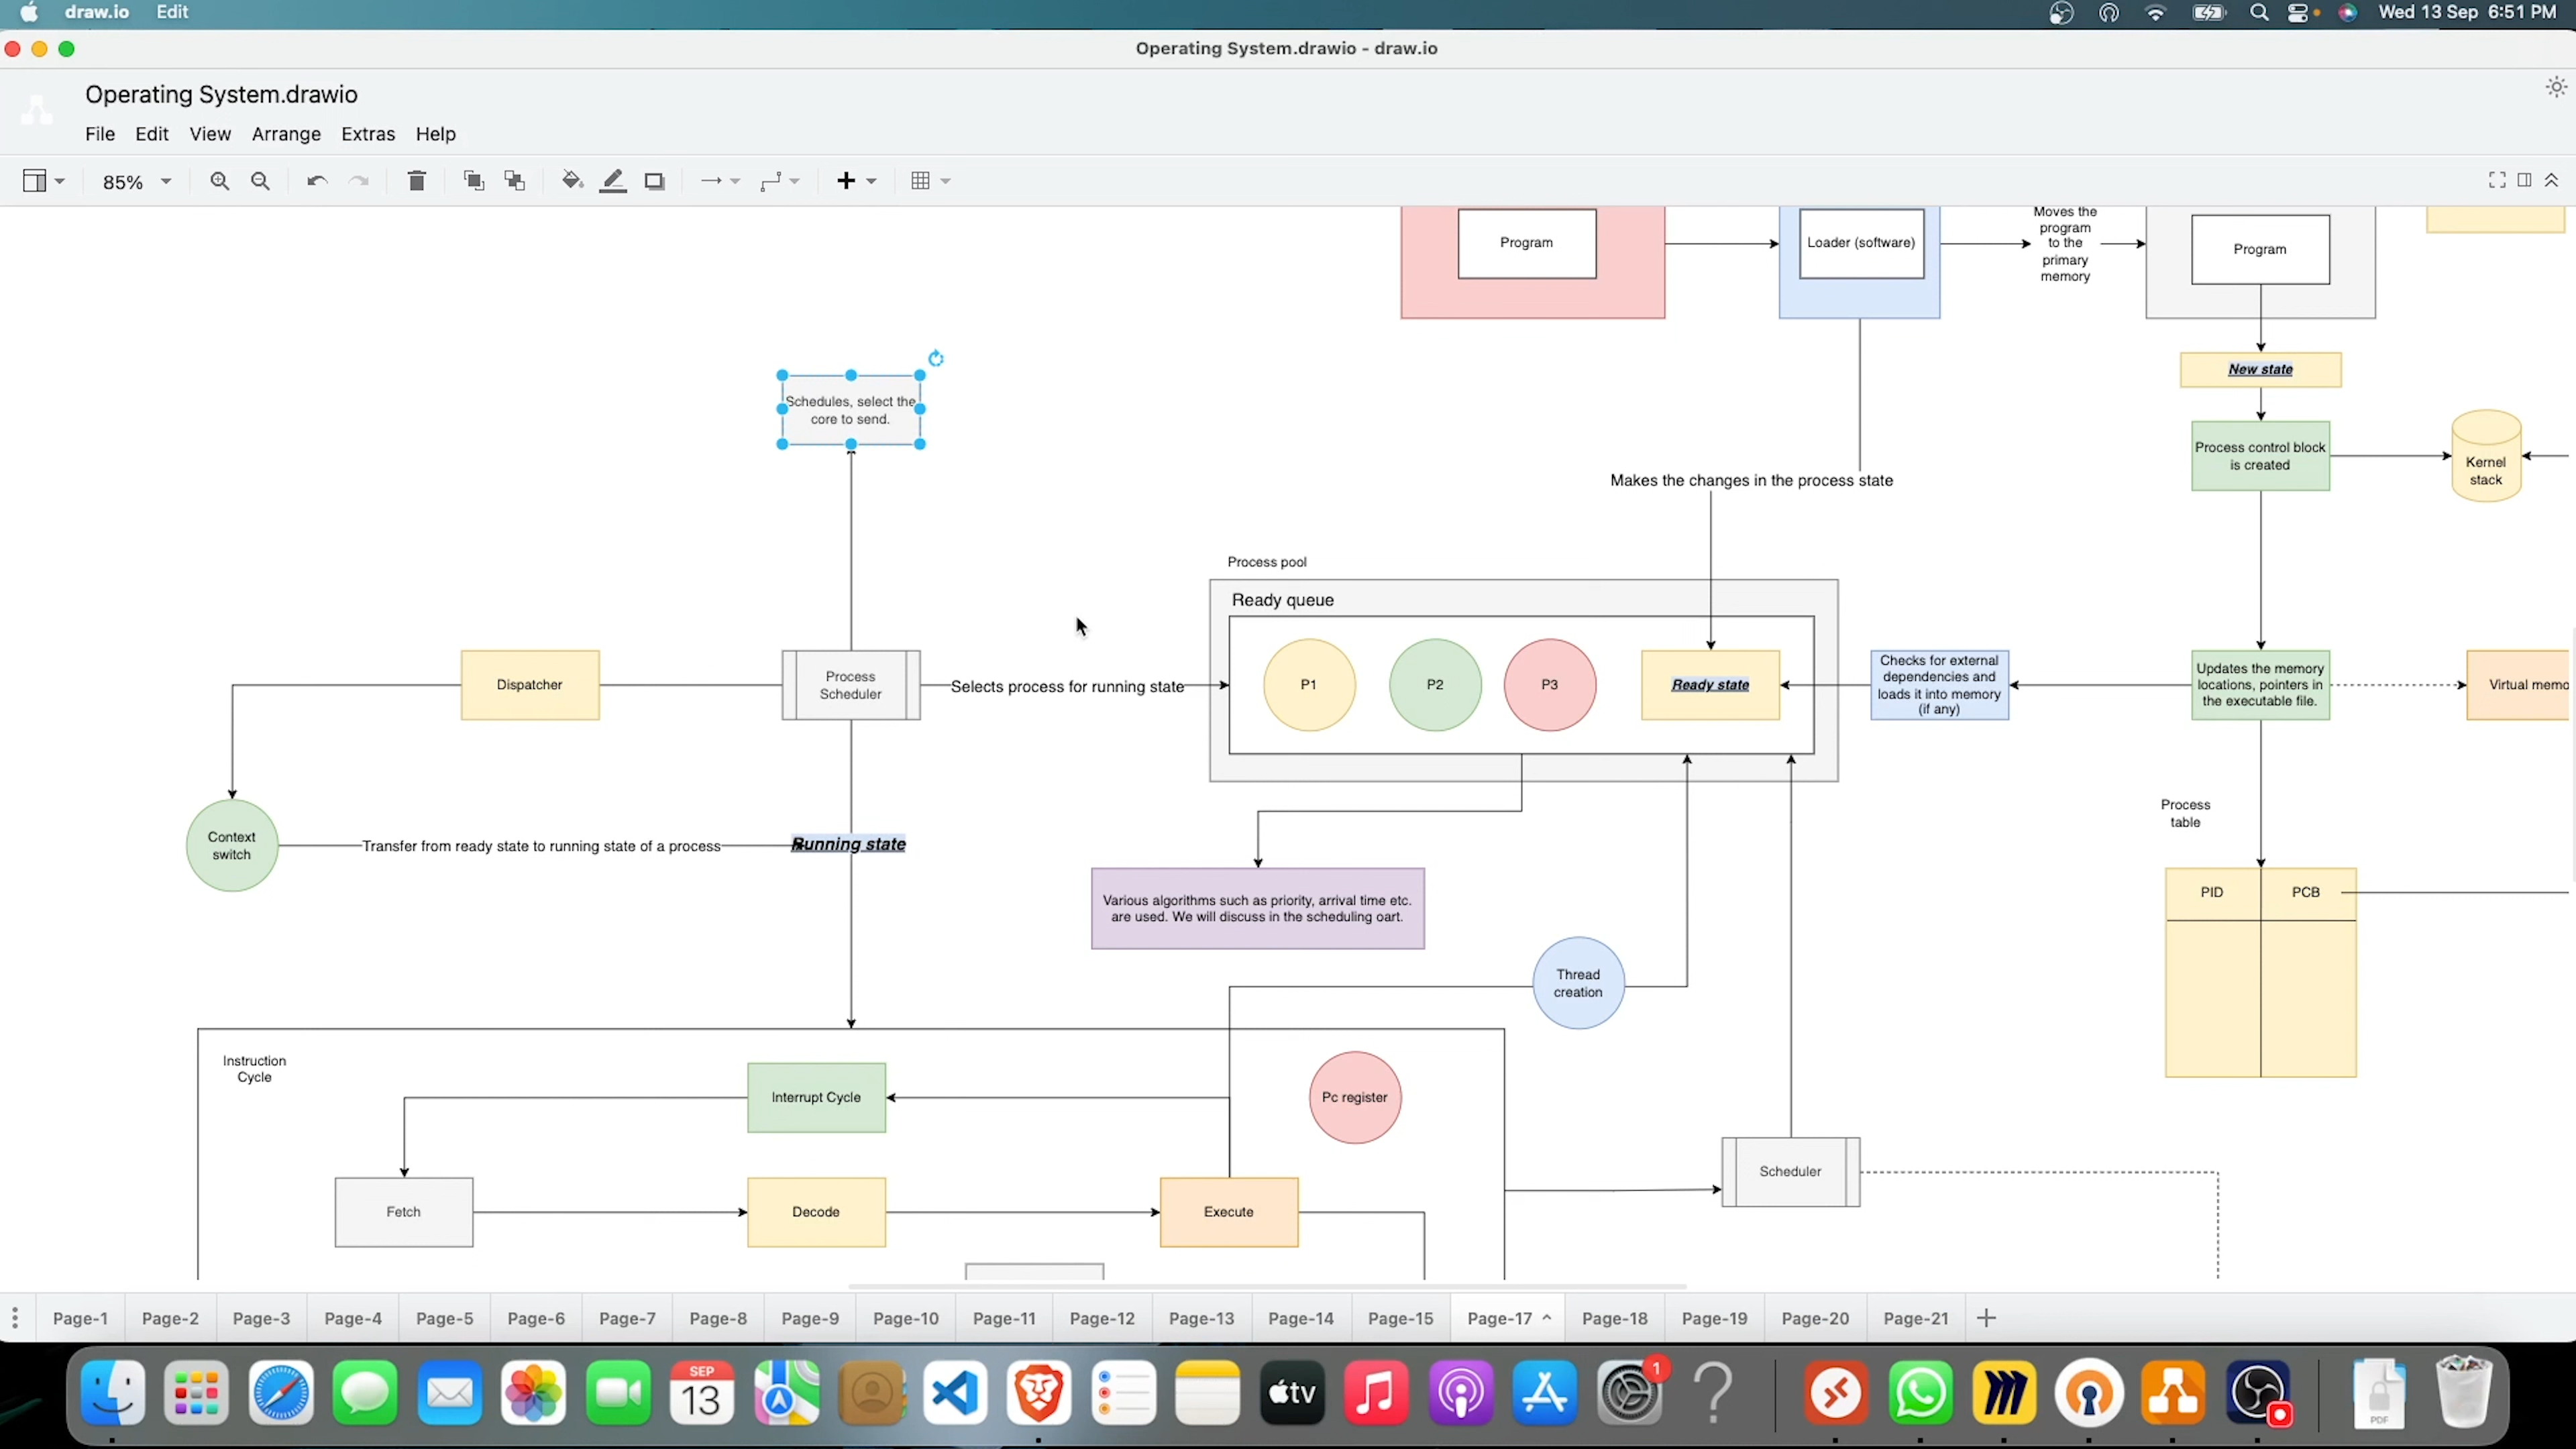 draw.io Edit Wed 13 Sep 6:51 PM
Operating System.drawio - draw.io
Operating System.drawio
File Edit View Arrange Extras Help
85%
Program
Loader (software)
Moves the
program
to the
primary
memory
Program
New state
Schedules, select the
core to send.
Process control block
is created
Kernel
stack
Makes the changes in the process state
Process pool
Ready queue
Dispatcher
Process
Scheduler
Selects process for running state
P1
P2
P3
Ready state
Checks for external
dependencies and
loads it into memory
(if any)
Updates the memory
locations, pointers in
the executable file.
Virtual memo
Process
table
Context
switch
Transfer from ready state to running state of a process
Running state
PID
PCB
Various algorithms such as priority, arrival time etc.
are used. We will discuss in the scheduling oart.
Thread
creation
Instruction
Cycle
Interrupt Cycle
Pc register
Scheduler
Fetch
Decode
Execute
Page-1 Page-2 Page-3 Page-4 Page-5 Page-6 Page-7 Page-8 Page-9 Page-10 Page-11 Page-12 Page-13 Page-14 Page-15 Page-17 Page-18 Page-19 Page-20 Page-21
SEP
13
tv
1
PDF